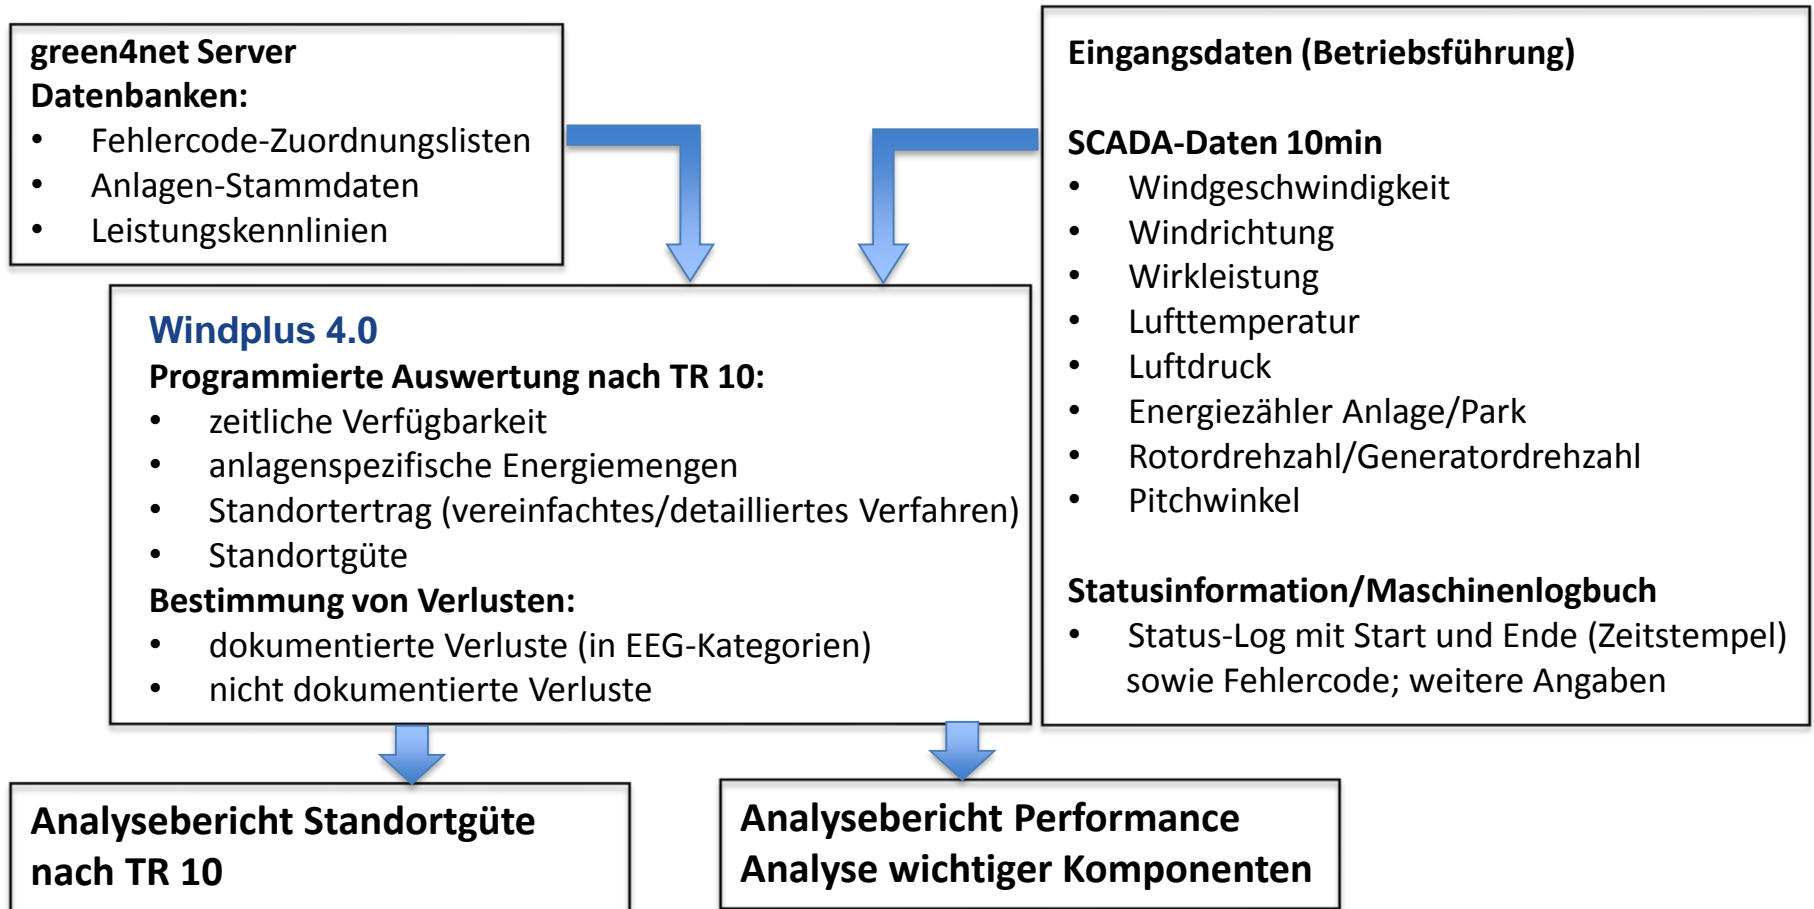 green4net Server
Datenbanken:
• Fehlercode-Zuordnungslisten
• Anlagen-Stammdaten
• Leistungskennlinien
Eingangsdaten (Betriebsführung)
SCADA-Daten 10min
• Windgeschwindigkeit
• Windrichtung
• Wirkleistung
• Lufttemperatur
• Luftdruck
• Energiezähler Anlage/Park
• Rotordrehzahl/Generatordrehzahl
• Pitchwinkel
Statusinformation/Maschinenlogbuch
• Status-Log mit Start und Ende (Zeitstempel)
sowie Fehlercode; weitere Angaben
Windplus 4.0
Programmierte Auswertung nach TR 10:
• zeitliche Verfügbarkeit
• anlagenspezifische Energiemengen
• Standortertrag (vereinfachtes/detailliertes Verfahren)
• Standortgüte
Bestimmung von Verlusten:
• dokumentierte Verluste (in EEG-Kategorien)
• nicht dokumentierte Verluste
Analysebericht Standortgüte
nach TR 10
Analysebericht Performance
Analyse wichtiger Komponenten